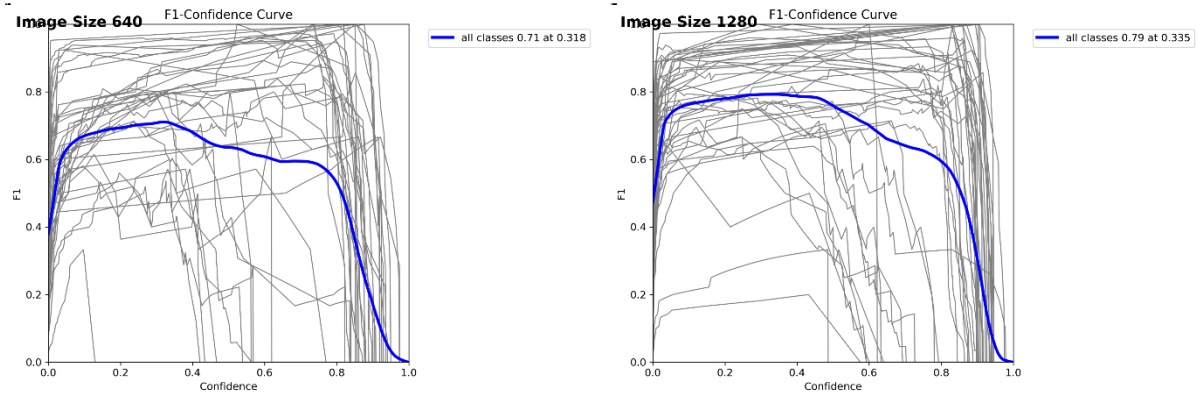 Image Size 640
F1-Confidence Curve
all classes 0.71 at 0.318
0.8
0.6
0.4
0.2
0.0
F1
0.0 0.2 0.4 0.6 0.8 1.0
Confidence
Image Size 1280
F1-Confidence Curve
all classes 0.79 at 0.335
0.8
0.6
0.4
0.2
0.0
F1
0.0 0.2 0.4 0.6 0.8 1.0
Confidence